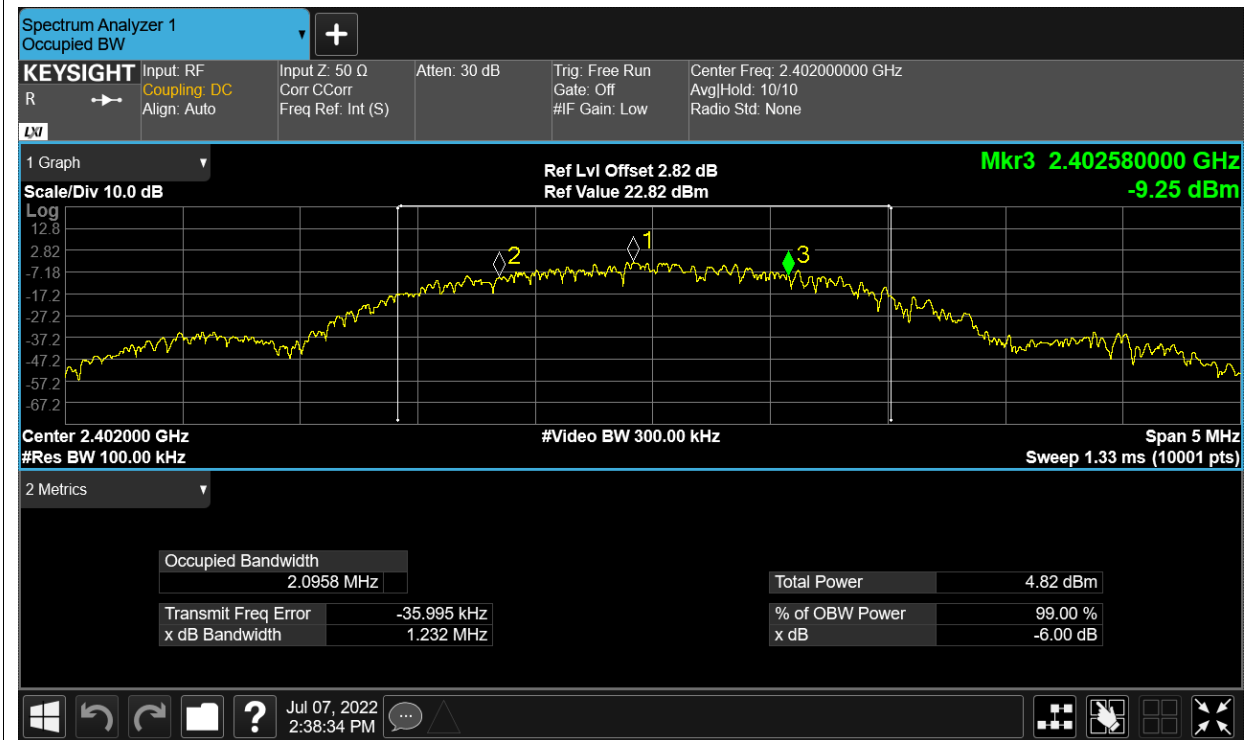 Spectrum Analyzer 1
Occupied BW
KEYSIGHT
R
LXI
Input: RF
Coupling: DC
Align: Auto
Input Z: 50 Ω
Corr CCorr
Freq Ref: Int (S)
Atten: 30 dB
Trig: Free Run
Gate: Off
#IF Gain: Low
Center Freq: 2.402000000 GHz
Avg|Hold: 10/10
Radio Std: None
1 Graph
Scale/Div 10.0 dB
Ref Lvl Offset 2.82 dB
Ref Value 22.82 dBm
Mkr3 2.402580000 GHz
-9.25 dBm
Log
12.8
2.82
-7.18
-17.2
-27.2
-37.2
-47.2
-57.2
-67.2
2
1
3
Center 2.402000 GHz
#Video BW 300.00 kHz
Span 5 MHz
#Res BW 100.00 kHz
Sweep 1.33 ms (10001 pts)
2 Metrics
Occupied Bandwidth
2.0958 MHz
Total Power 4.82 dBm
Transmit Freq Error -35.995 kHz
% of OBW Power 99.00 %
x dB Bandwidth 1.232 MHz
x dB -6.00 dB
?
Jul 07, 2022
2:38:34 PM